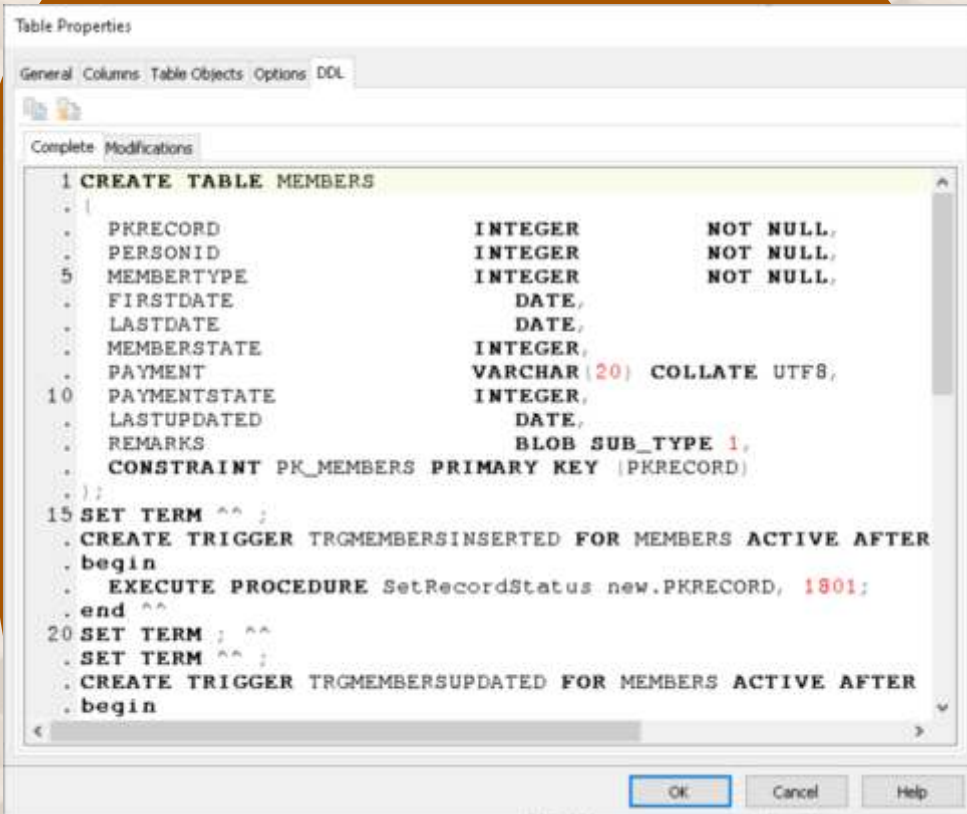 Table Properties
General Columns Table Objects Options DDL
Complete Modifications
1 CREATE TABLE MEMBERS
. (
. PKRECORD INTEGER NOT NULL,
. PERSONID INTEGER NOT NULL,
5 MEMBERTYPE INTEGER NOT NULL,
. FIRSTDATE DATE,
. LASTDATE DATE,
. MEMBERSTATE INTEGER,
. PAYMENT VARCHAR(20) COLLATE UTF8,
10 PAYMENTSTATE INTEGER,
. LASTUPDATED DATE,
. REMARKS BLOB SUB_TYPE 1,
. CONSTRAINT PK_MEMBERS PRIMARY KEY (PKRECORD)
. );
15 SET TERM ^^ ;
. CREATE TRIGGER TRGMEMBERSINSERTED FOR MEMBERS ACTIVE AFTER
. begin
. EXECUTE PROCEDURE SetRecordStatus new.PKRECORD, 1801;
. end ^^
20 SET TERM ; ^^
. SET TERM ^^ ;
. CREATE TRIGGER TRGMEMBERSUPDATED FOR MEMBERS ACTIVE AFTER
. begin
OK Cancel Help